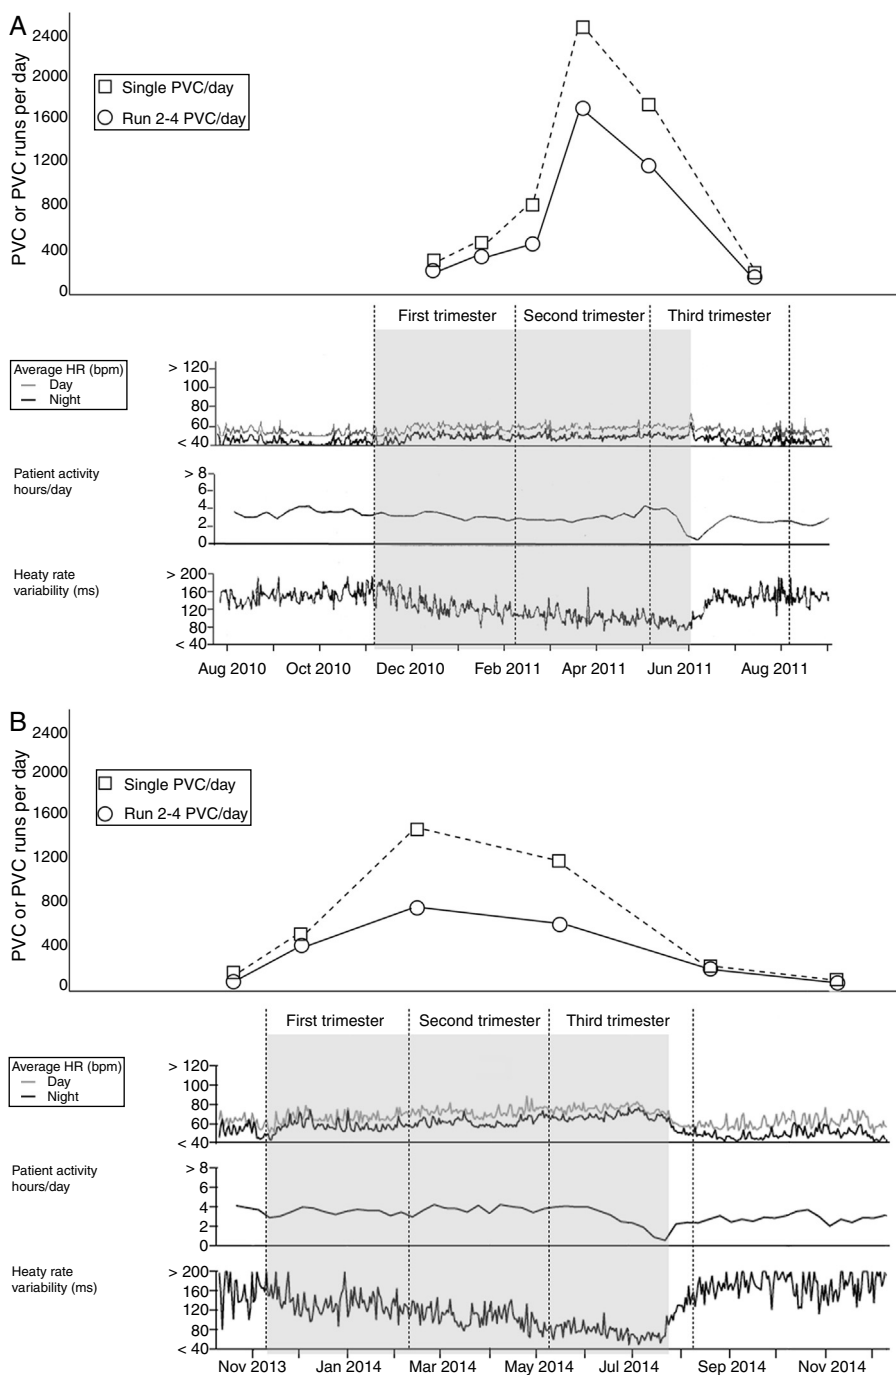 A
PVC or PVC runs per day
2400
2000
1600
1200
800
400
0
Single PVC/day
Run 2-4 PVC/day
First trimester Second trimester Third trimester
Average HR (bpm)
Day
Night
> 120
100
80
60
< 40
Patient activity
hours/day
> 8
6
4
2
0
Heaty rate
variability (ms)
> 200
160
120
80
< 40
Aug 2010 Oct 2010 Dec 2010 Feb 2011 Apr 2011 Jun 2011 Aug 2011
B
PVC or PVC runs per day
2400
2000
1600
1200
800
400
0
Single PVC/day
Run 2-4 PVC/day
First trimester Second trimester Third trimester
Average HR (bpm)
Day
Night
> 120
100
80
60
< 40
Patient activity
hours/day
> 8
6
4
2
0
Heaty rate
variability (ms)
> 200
160
120
80
< 40
Nov 2013 Jan 2014 Mar 2014 May 2014 Jul 2014 Sep 2014 Nov 2014